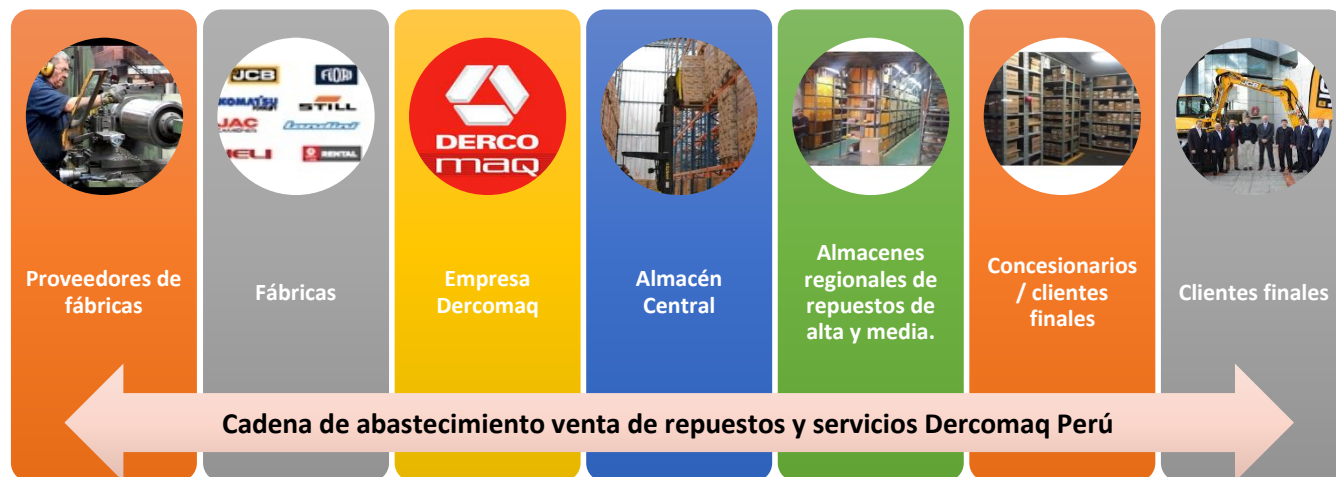 JCB
FIORI
KOMATSU
STILL
JAC
CAMIONES
Landini
HELI
RENTAL
DERCO
maq
Proveedores de
fábricas
Fábricas
Empresa
Dercomaq
Almacén
Central
Almacenes
regionales de
repuestos de
alta y media.
Concesionarios
/ clientes
finales
Clientes finales
Cadena de abastecimiento venta de repuestos y servicios Dercomaq Perú